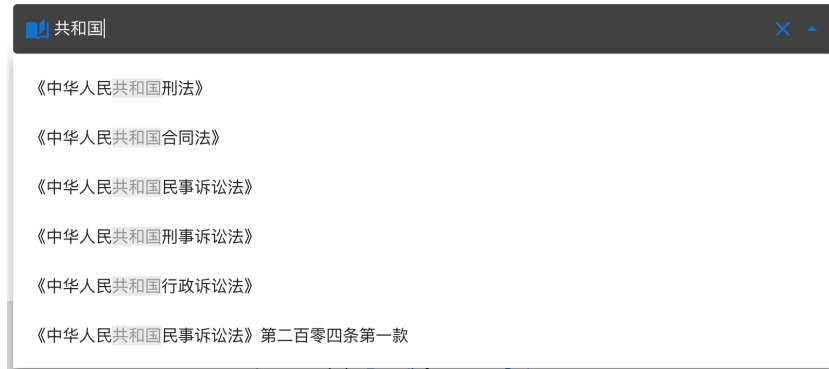 共和国
《中华人民共和国刑法》
《中华人民共和国合同法》
《中华人民共和国民事诉讼法》
《中华人民共和国刑事诉讼法》
《中华人民共和国行政诉讼法》
《中华人民共和国民事诉讼法》第二百零四条第一款